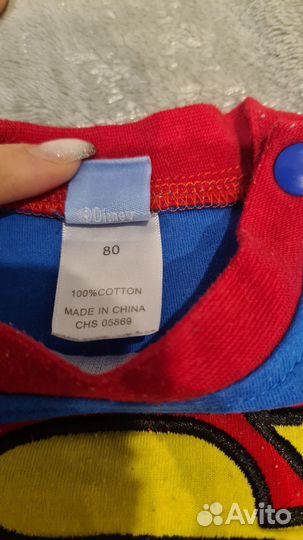 80
100%COTTON
MADE IN CHINA
CHS 05869
Avito